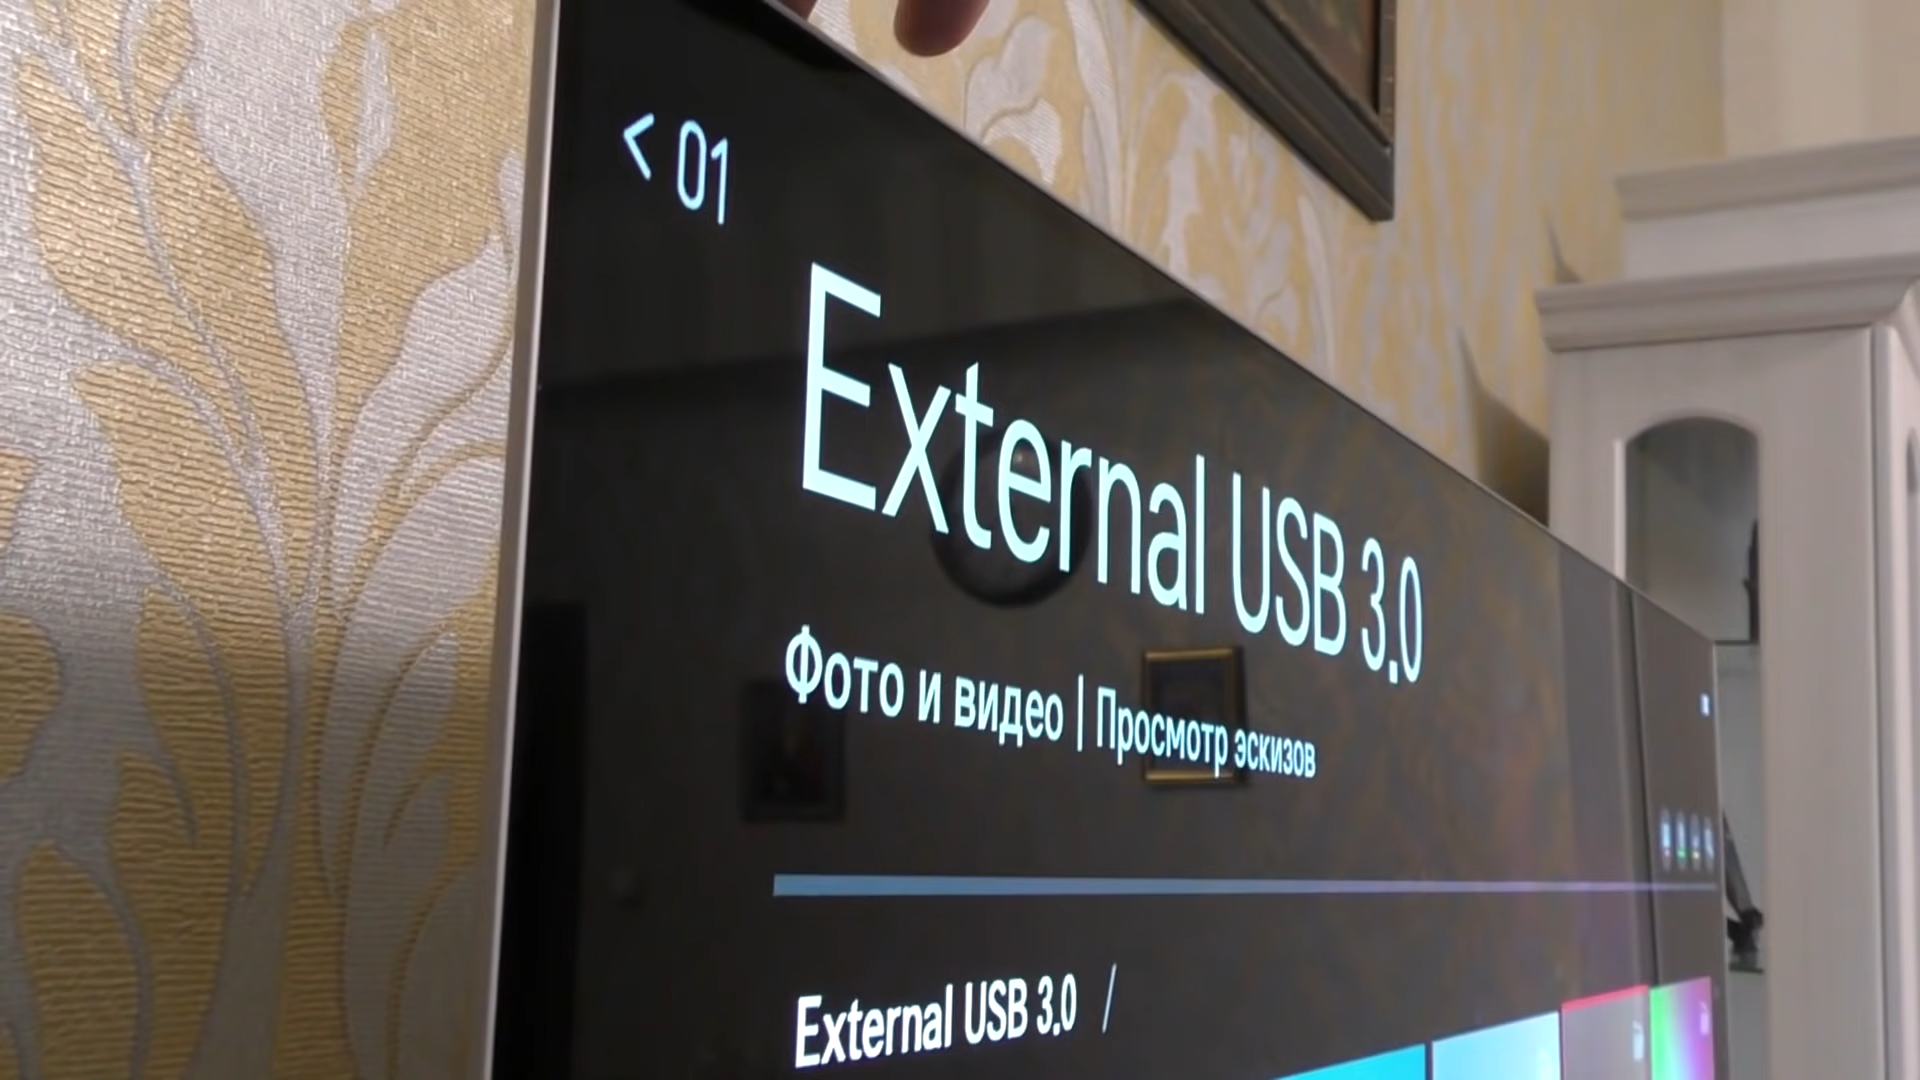 < 01
External USB 3.0
Фото и видео | Просмотр эскизов
External USB 3.0 /